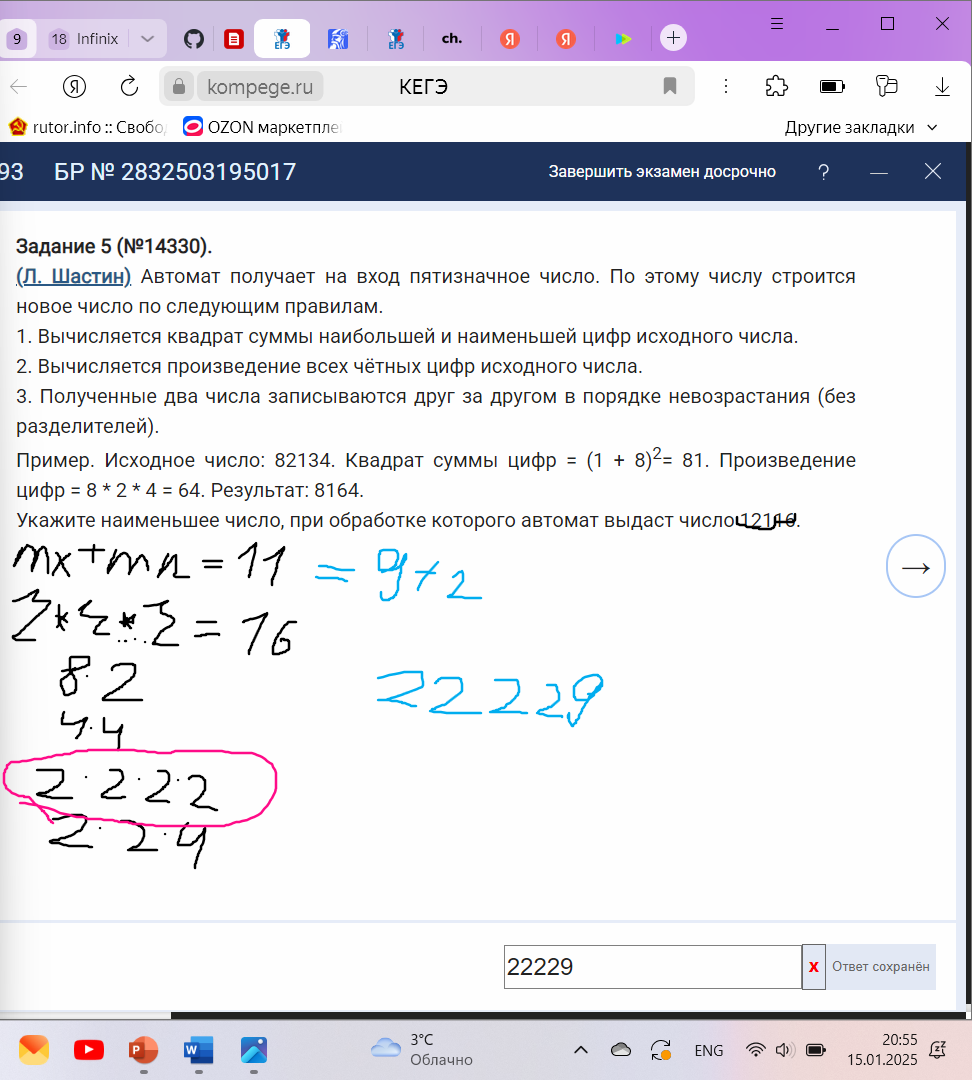 9 18 Infinix ch.
kompege.ru КЕГЭ
rutor.info :: Свобо OZON маркетпле Другие закладки
93 БР № 2832503195017 Завершить экзамен досрочно ?
Задание 5 (№14330).
(Л. Шастин) Автомат получает на вход пятизначное число. По этому числу строится
новое число по следующим правилам.
1. Вычисляется квадрат суммы наибольшей и наименьшей цифр исходного числа.
2. Вычисляется произведение всех чётных цифр исходного числа.
3. Полученные два числа записываются друг за другом в порядке невозрастания (без
разделителей).
Пример. Исходное число: 82134. Квадрат суммы цифр = (1 + 8)²= 81. Произведение
цифр = 8 * 2 * 4 = 64. Результат: 8164.
Укажите наименьшее число, при обработке которого автомат выдаст число 12116.
mx+mn = 11 = 9+2
2*2*...2 = 16
8·2
22229
4·4
2·2·2·2
2·2·4
→
22229 x Ответ сохранён
3°C
Облачно
ENG
20:55
15.01.2025